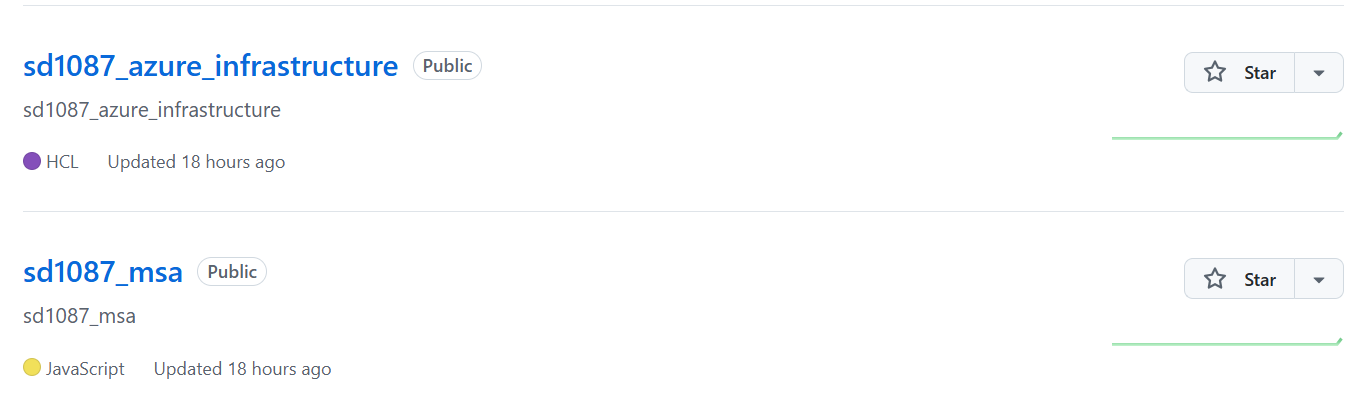 sd1087_azure_infrastructure Public Star
sd1087_azure_infrastructure
HCL Updated 18 hours ago
sd1087_msa Public Star
sd1087_msa
JavaScript Updated 18 hours ago